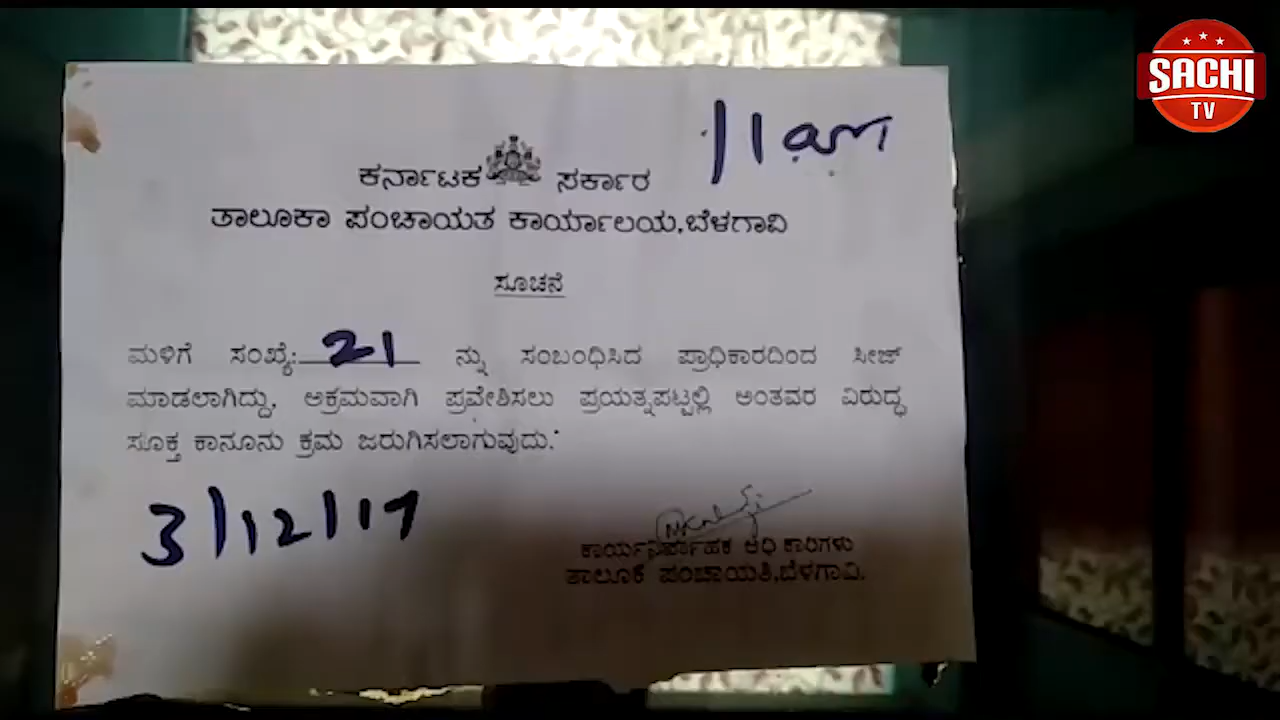 SACHI
TV
11am
ಕರ್ನಾಟಕ ಸರ್ಕಾರ
ತಾಲೂಕಾ ಪಂಚಾಯತ ಕಾರ್ಯಾಲಯ,ಬೆಳಗಾವಿ
ಸೂಚನೆ
ಮಳಿಗೆ ಸಂಖ್ಯೆ: 21 ನ್ನು ಸಂಬಂಧಿಸಿದ ಪ್ರಾಧಿಕಾರದಿಂದ ಸೀಜ್
ಮಾಡಲಾಗಿದ್ದು, ಅಕ್ರಮವಾಗಿ ಪ್ರವೇಶಿಸಲು ಪ್ರಯತ್ನಪಟ್ಟಲ್ಲಿ ಅಂತವರ ವಿರುದ್ಧ
ಸೂಕ್ತ ಕಾನೂನು ಕ್ರಮ ಜರುಗಿಸಲಾಗುವುದು.
3/12/17
ಕಾರ್ಯನಿರ್ವಾಹಕ ಅಧಿಕಾರಿಗಳು
ತಾಲೂಕ ಪಂಚಾಯತಿ,ಬೆಳಗಾವಿ.